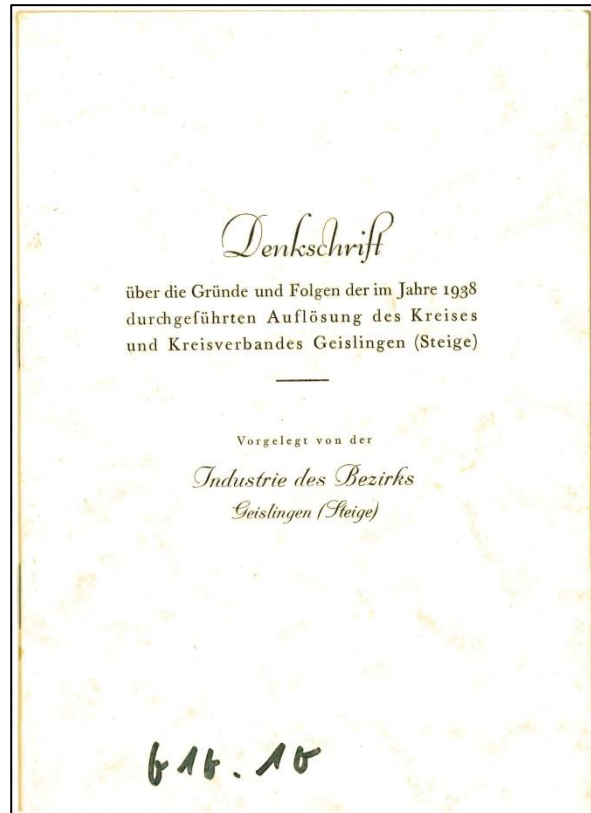 Denkschrift
über die Gründe und Folgen der im Jahre 1938
durchgeführten Auflösung des Kreises
und Kreisverbandes Geislingen (Steige)
Vorgelegt von der
Industrie des Bezirks
Geislingen (Steige)